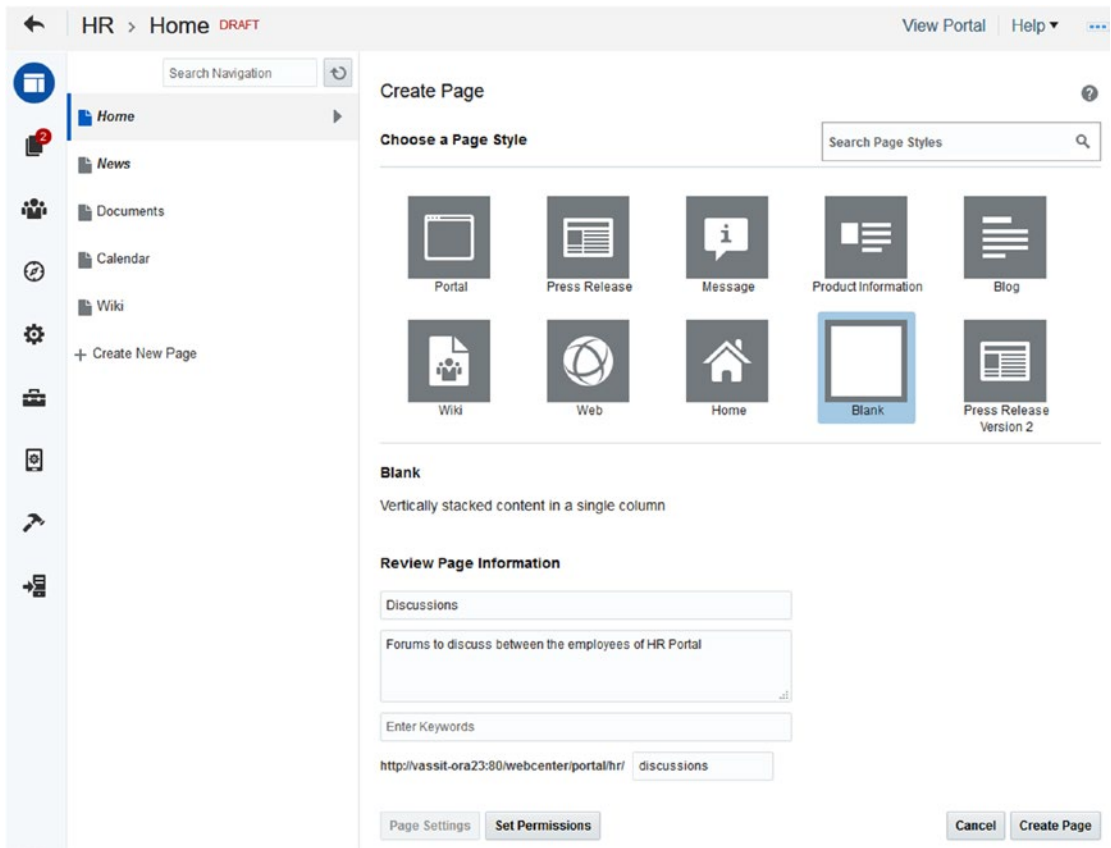 HR > Home DRAFT
View Portal
Help
Search Navigation
Home
2
News
Documents
Calendar
Wiki
+ Create New Page
Create Page
?
Choose a Page Style
Search Page Styles
Portal
Press Release
Message
Product Information
Blog
Wiki
Web
Home
Blank
Press Release
Version 2
Blank
Vertically stacked content in a single column
Review Page Information
Discussions
Forums to discuss between the employees of HR Portal
Enter Keywords
http://vassit-ora23:80/webcenter/portal/hr/ discussions
Page Settings
Set Permissions
Cancel
Create Page